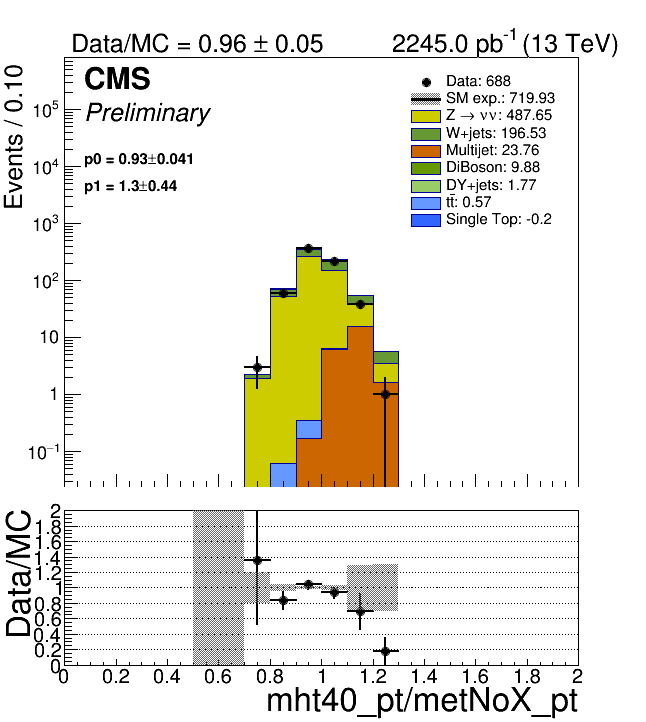 Data/MC = 0.96 ± 0.05
2245.0 pb⁻¹ (13 TeV)
CMS
Preliminary
p0 = 0.93±0.041
p1 = 1.3±0.44
Data: 688
SM exp.: 719.93
Z → νν: 487.65
W+jets: 196.53
Multijet: 23.76
DiBoson: 9.88
DY+jets: 1.77
tt̄: 0.57
Single Top: -0.2
Events / 0.10
10⁵
10⁴
10³
10²
10
1
10⁻¹
Data/MC
2
1.8
1.6
1.4
1.2
1
0.8
0.6
0.4
0.2
0
0 0.2 0.4 0.6 0.8 1 1.2 1.4 1.6 1.8 2
mht40_pt/metNoX_pt